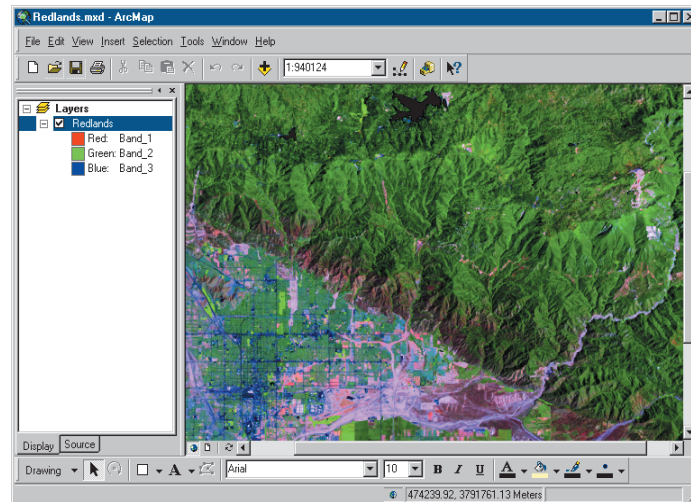 Redlands.mxd - ArcMap
File Edit View Insert Selection Tools Window Help
1:940124
Layers
Redlands
Red: Band_1
Green: Band_2
Blue: Band_3
Display Source
Drawing A Arial 10 B I U A
474239.92, 3791761.13 Meters